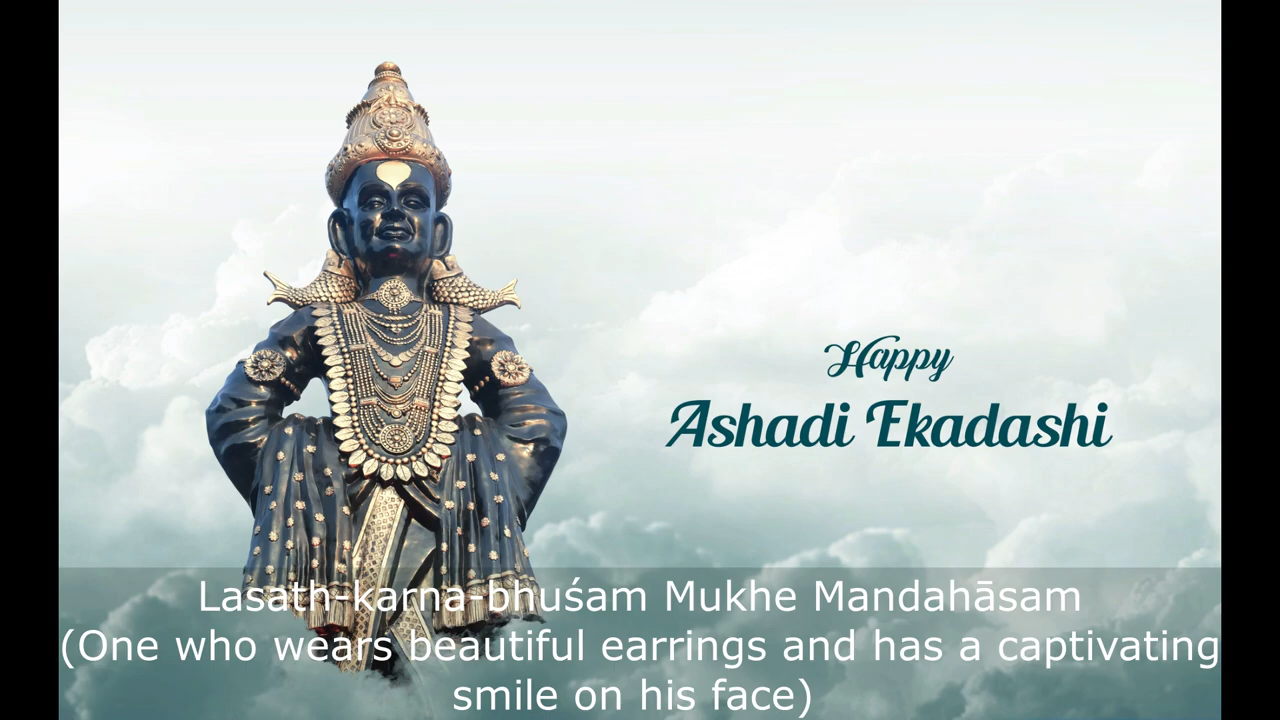 Happy
Ashadi Ekadashi
Lasath-karna-bhuśam Mukhe Mandahāsam
(One who wears beautiful earrings and has a captivating
smile on his face)